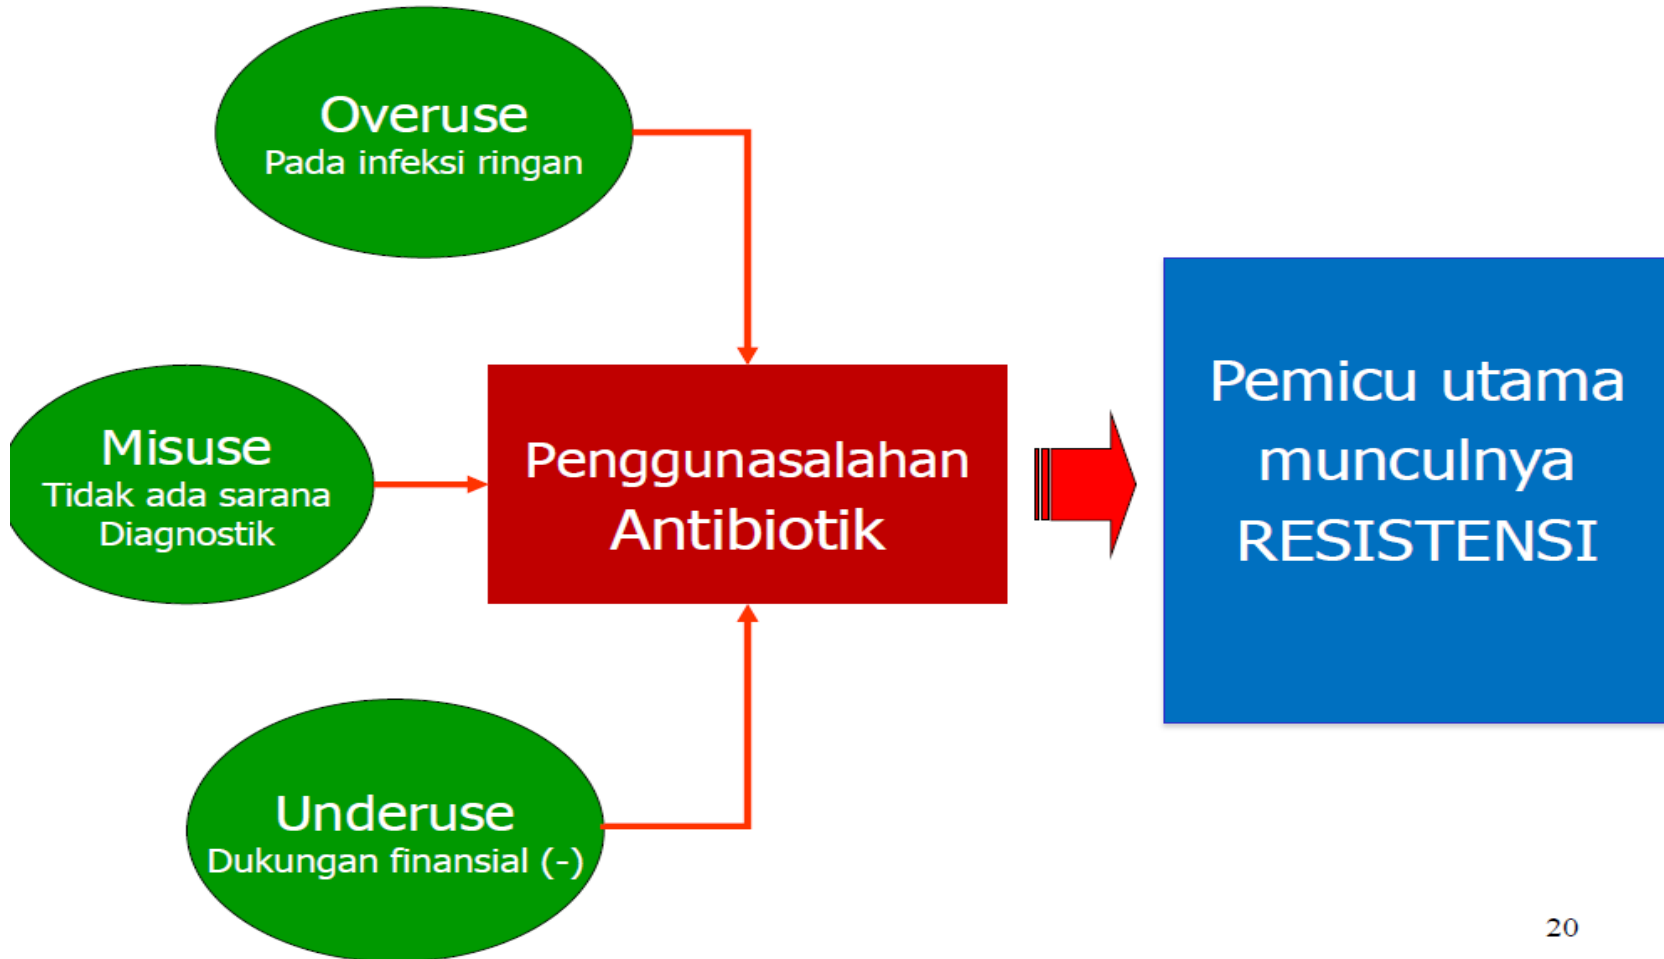 Overuse
Pada infeksi ringan
Misuse
Tidak ada sarana
Diagnostik
Underuse
Dukungan finansial (-)
Penggunasalahan
Antibiotik
Pemicu utama
munculnya
RESISTENSI
20